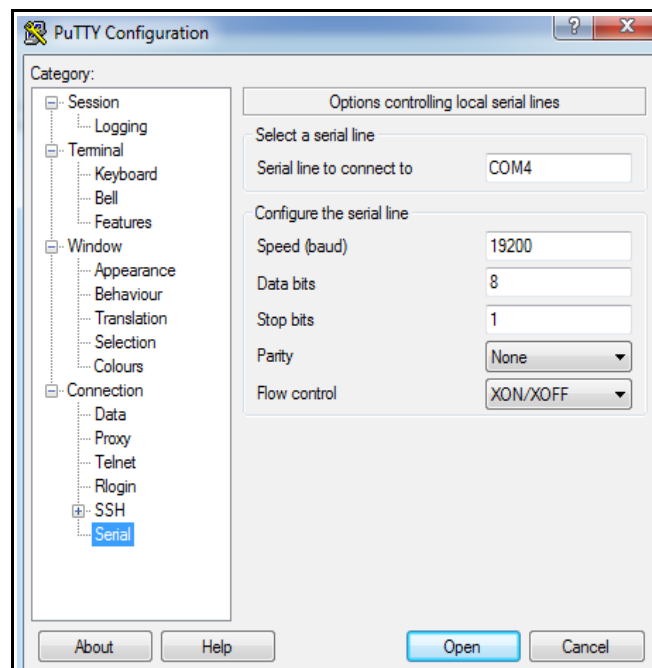 PuTTY Configuration
Category:
Session
Logging
Terminal
Keyboard
Bell
Features
Window
Appearance
Behaviour
Translation
Selection
Colours
Connection
Data
Proxy
Telnet
Rlogin
SSH
Serial
Options controlling local serial lines
Select a serial line
Serial line to connect to COM4
Configure the serial line
Speed (baud) 19200
Data bits 8
Stop bits 1
Parity None
Flow control XON/XOFF
About Help Open Cancel